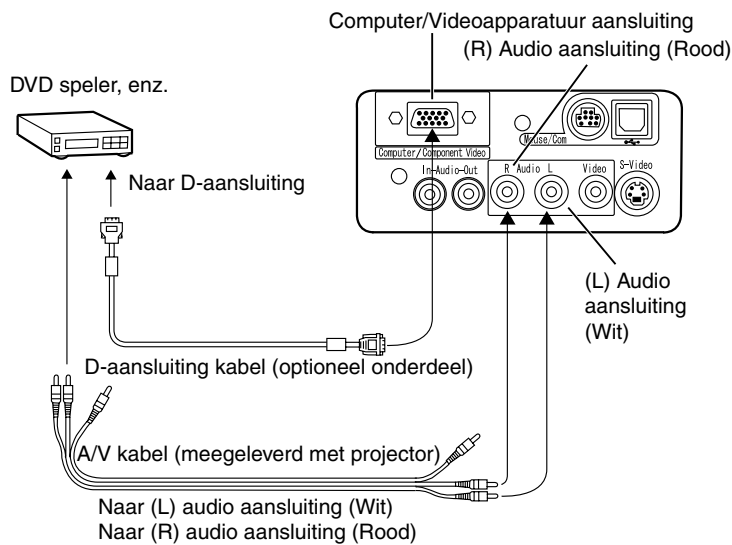 Computer/Videoapparatuur aansluiting
(R) Audio aansluiting (Rood)
DVD speler, enz.
Mouse/Com
Computer/Component Video
In-Audio-Out
R Audio L
Video
S-Video
Naar D-aansluiting
(L) Audio
aansluiting
(Wit)
D-aansluiting kabel (optioneel onderdeel)
A/V kabel (meegeleverd met projector)
Naar (L) audio aansluiting (Wit)
Naar (R) audio aansluiting (Rood)